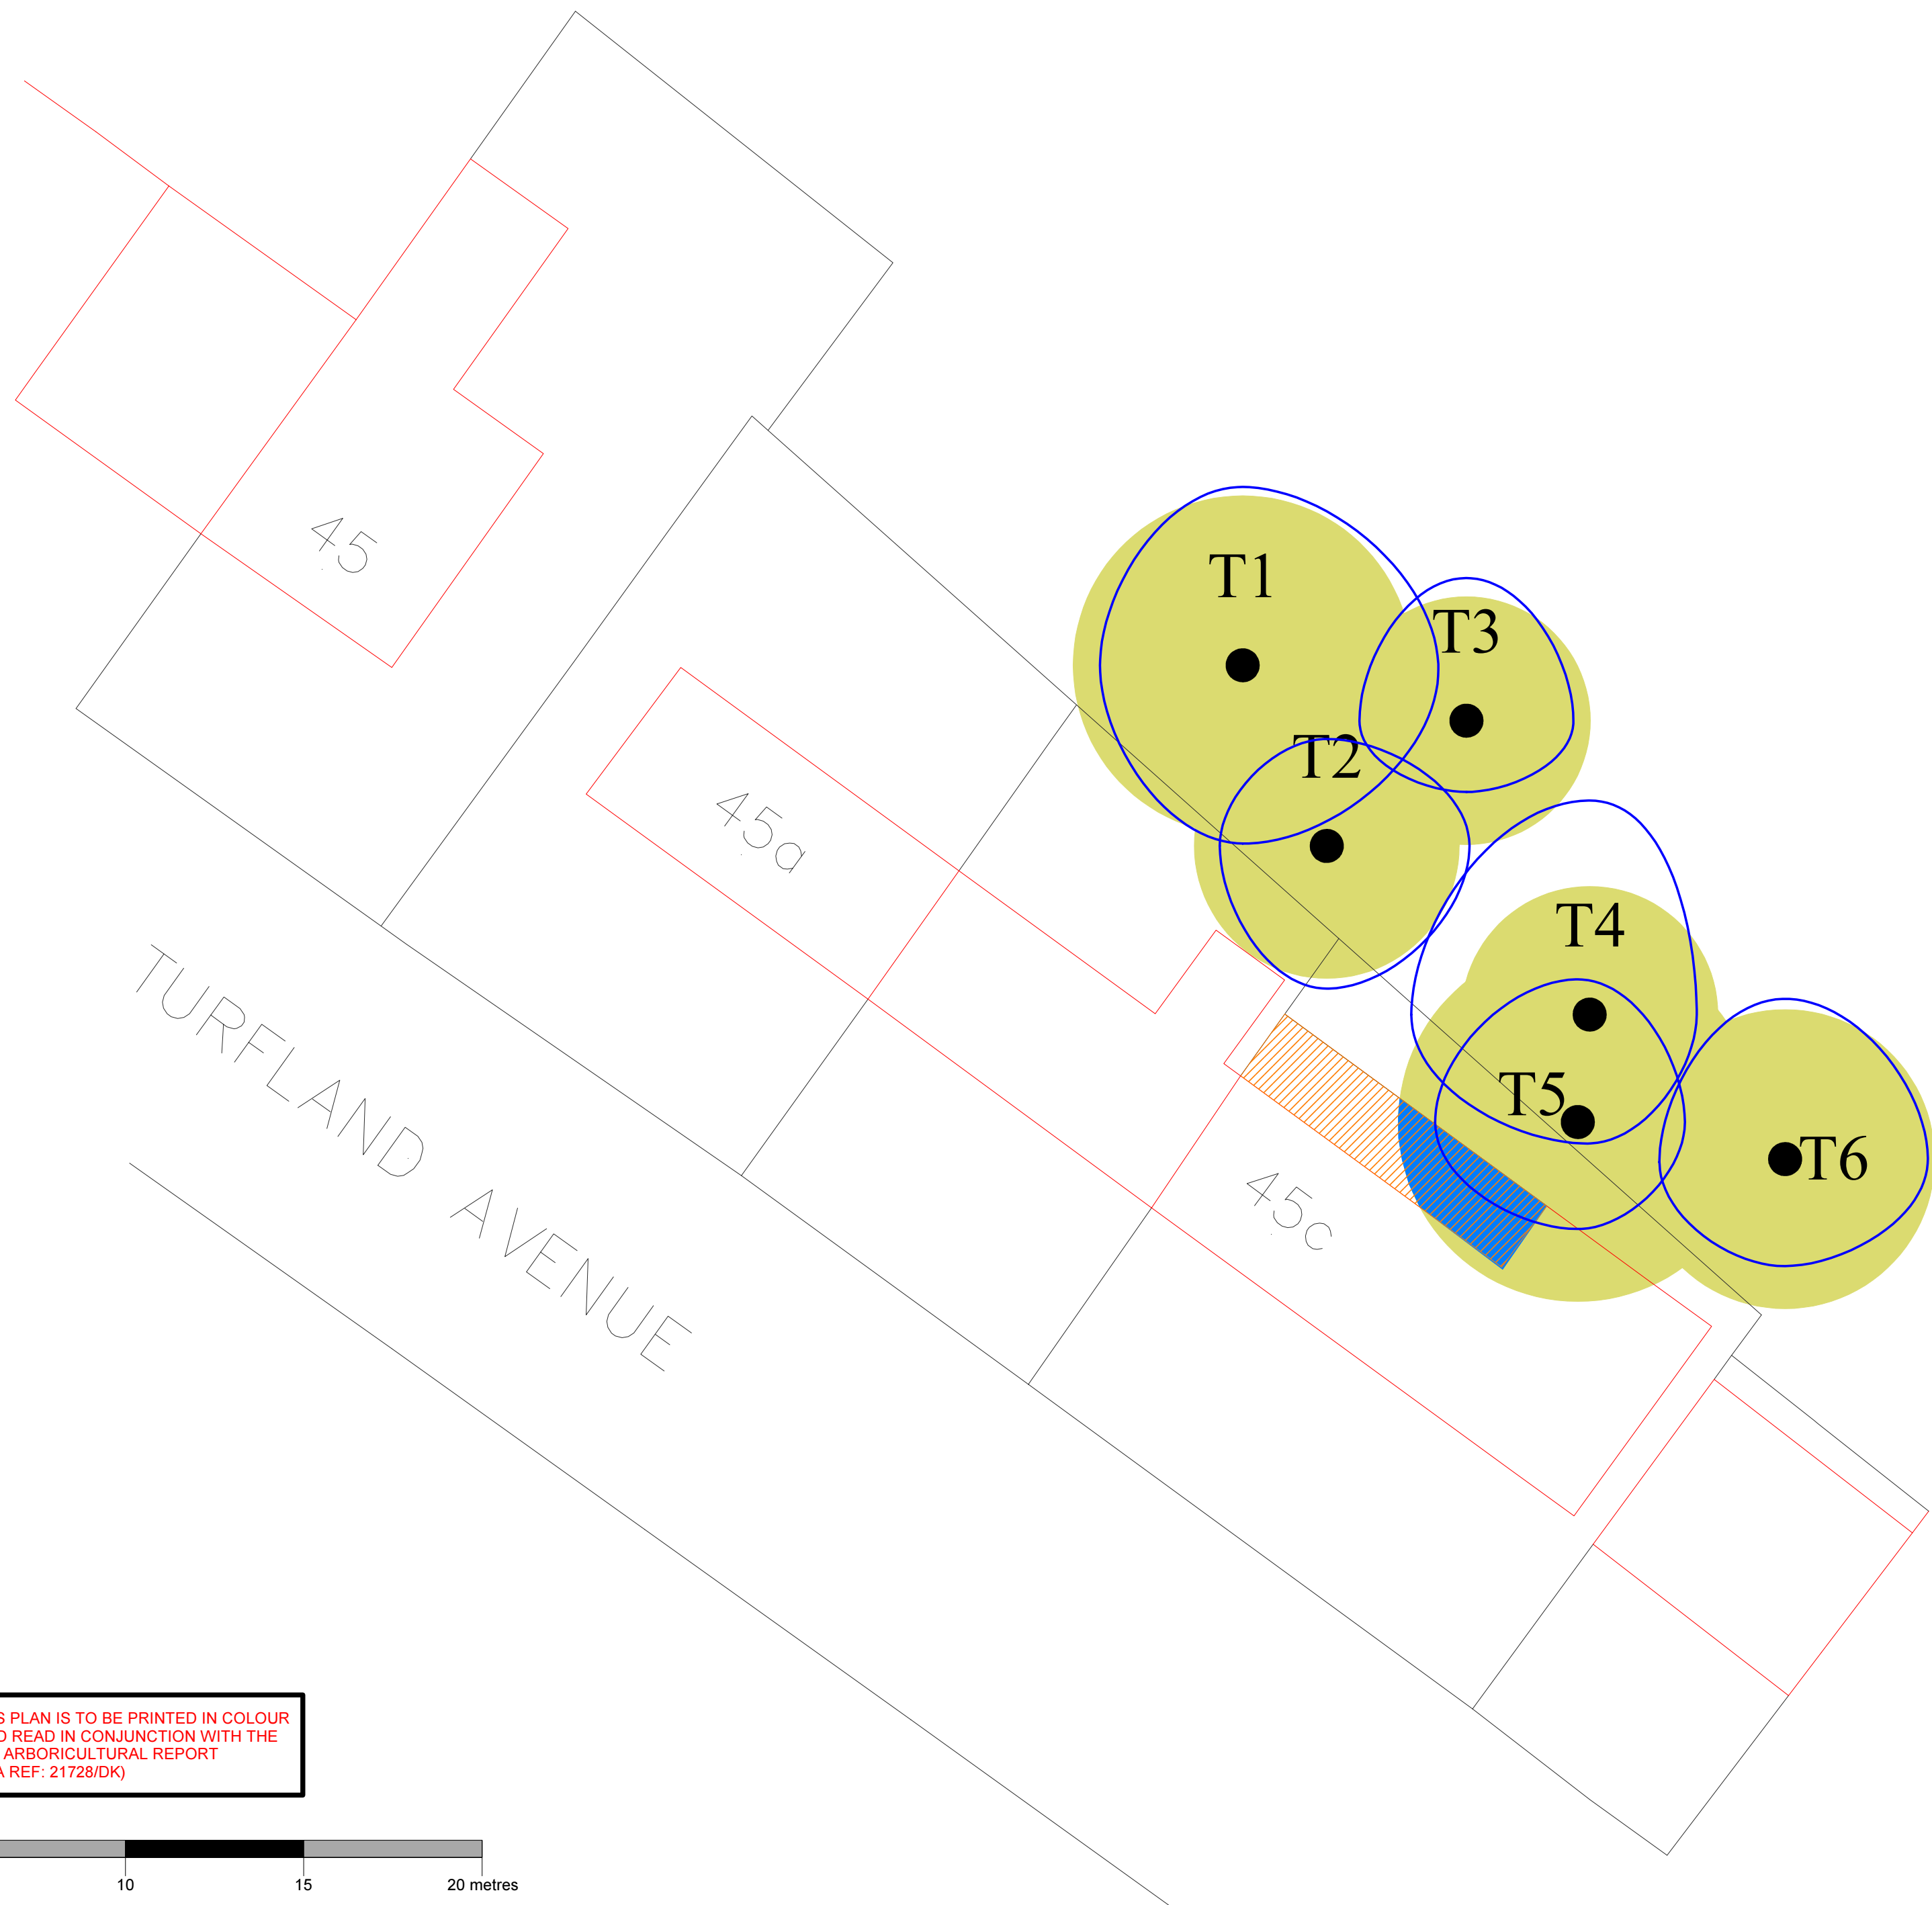 45
T1
T3
T2
45a
T4
TURFLAND AVENUE
T5
T6
45c
S PLAN IS TO BE PRINTED IN COLOUR
D READ IN CONJUNCTION WITH THE
ARBORICULTURAL REPORT
A REF: 21728/DK)
10
15
20 metres